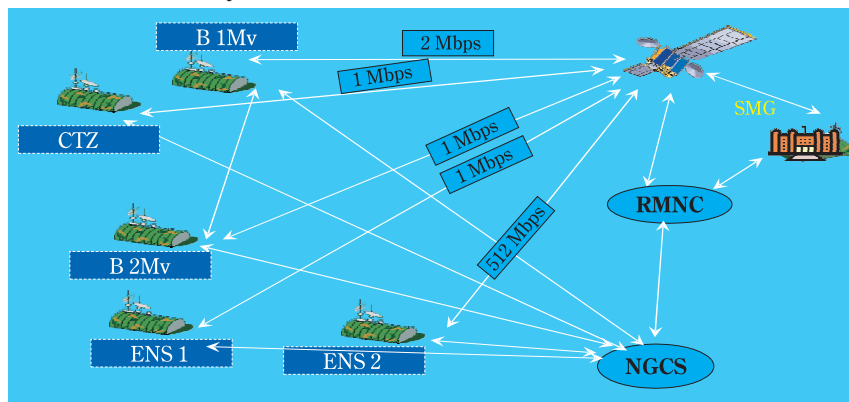 B 1Mv
2 Mbps
1 Mbps
SMG
CTZ
1 Mbps
1 Mbps
RMNC
512 Mbps
B 2Mv
ENS 1
ENS 2
NGCS